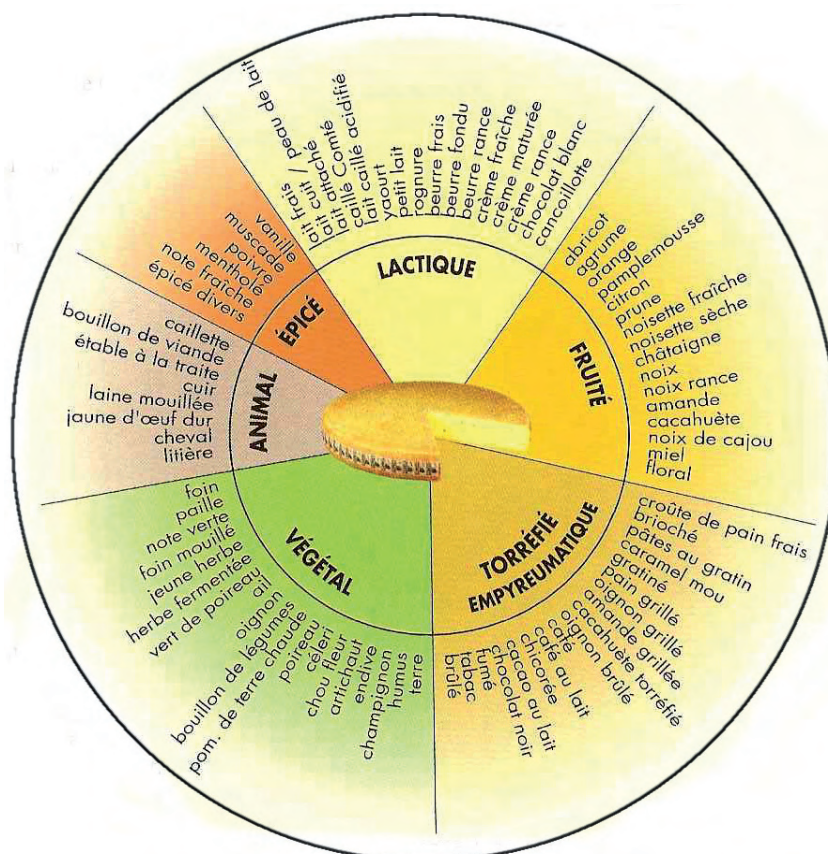 LACTIQUE
lait frais
lait cuit / peau de lait
lait attaché
caillé Comté
lait caillé acidifié
yaourt
petit lait
rognure
beurre frais
beurre fondu
beurre rance
crème fraîche
crème maturée
crème rance
chocolat blanc
cancoillotte
FRUITÉ
abricot
agrume
orange
pamplemousse
citron
prune
noisette fraîche
noisette sèche
châtaigne
noix
noix rance
amande
cacahuète
noix de cajou
miel
floral
TORRÉFIÉ
EMPYREUMATIQUE
croûte de pain frais
brioché
pâtes au gratin
caramel mou
gratiné
pain grillé
oignon grillé
amande grillée
cacahuète torréfié
oignon brûlé
café
café au lait
chicorée
cacao au lait
chocolat noir
fumé
tabac
brûlé
VÉGÉTAL
foin
paille
note verte
foin mouillé
jeune herbe
herbe fermentée
vert de poireau
ail
oignon
bouillon de légumes
pom. de terre chaude
poireau
céleri
chou fleur
artichaut
endive
champignon
humus
terre
ANIMAL
caillette
bouillon de viande
étable à la traite
cuir
laine mouillée
jaune d'œuf dur
cheval
litière
ÉPICÉ
vanille
muscade
poivre
mentholé
note fraîche
épicé divers